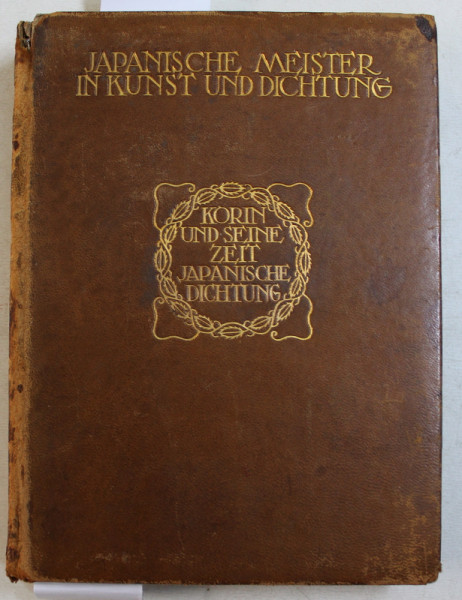 JAPANISCHE MEISTER
IN KUNST UND DICHTUNG
KORIN
UND SEINE
ZEIT
JAPANISCHE
DICHTUNG